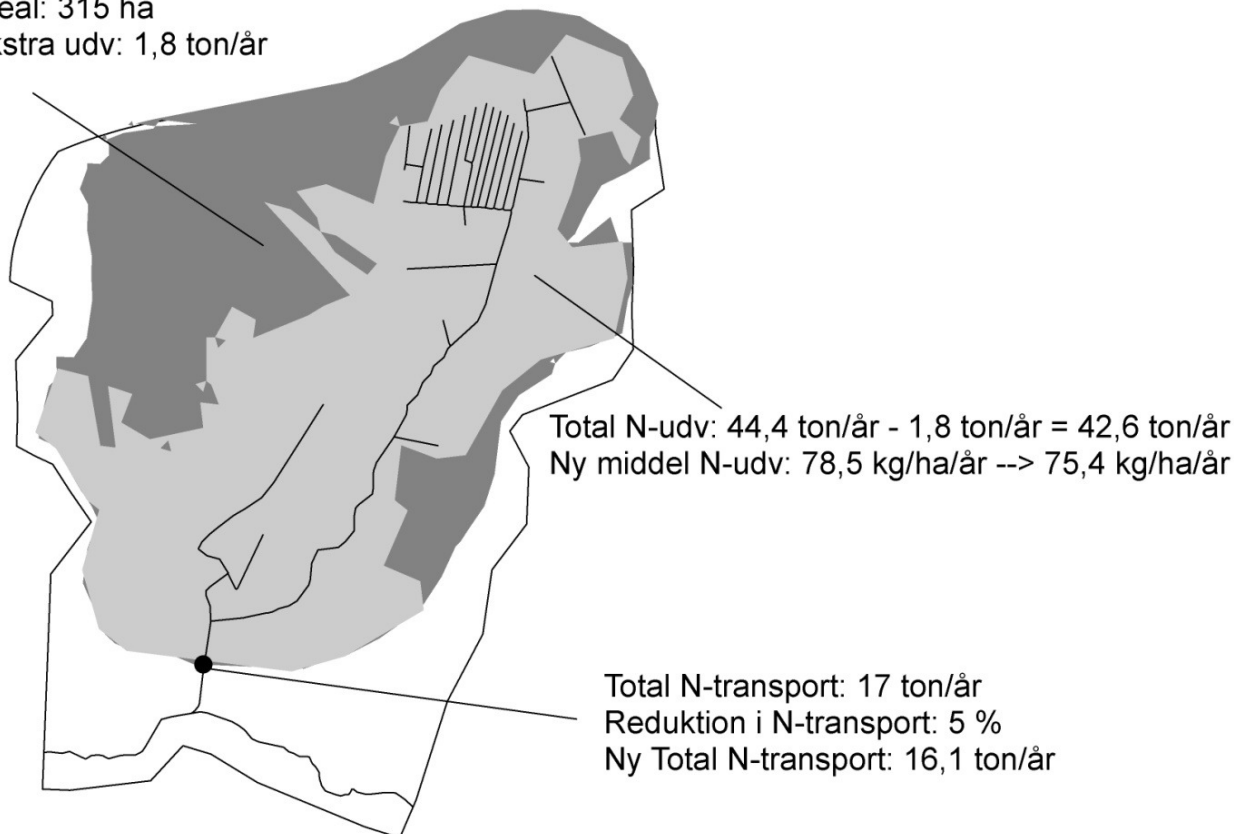 eal: 315 ha
kstra udv: 1,8 ton/år
Total N-udv: 44,4 ton/år - 1,8 ton/år = 42,6 ton/år
Ny middel N-udv: 78,5 kg/ha/år --> 75,4 kg/ha/år
Total N-transport: 17 ton/år
Reduktion i N-transport: 5 %
Ny Total N-transport: 16,1 ton/år